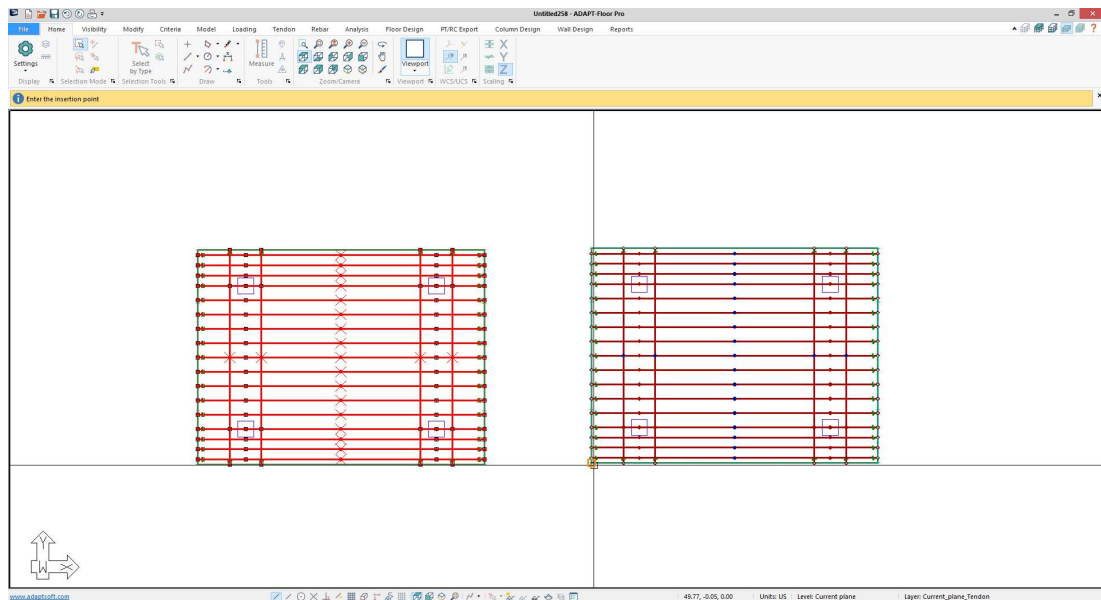 Untitled258 - ADAPT-Floor Pro
File Home Visibility Modify Criteria Model Loading Tendon Rebar Analysis Floor Design PT/RC Export Column Design Wall Design Reports
Settings
Select
by Type
Measure
Viewport
X
Y
Z
Display Selection Mode Selection Tools Draw Tools Zoom/Camera Viewport WCS/UCS Scaling
Enter the insertion point
Y
W X
www.adaptsoft.com 49.77, -0.05, 0.00 Units: US Level: Current plane Layer: Current_plane_Tendon